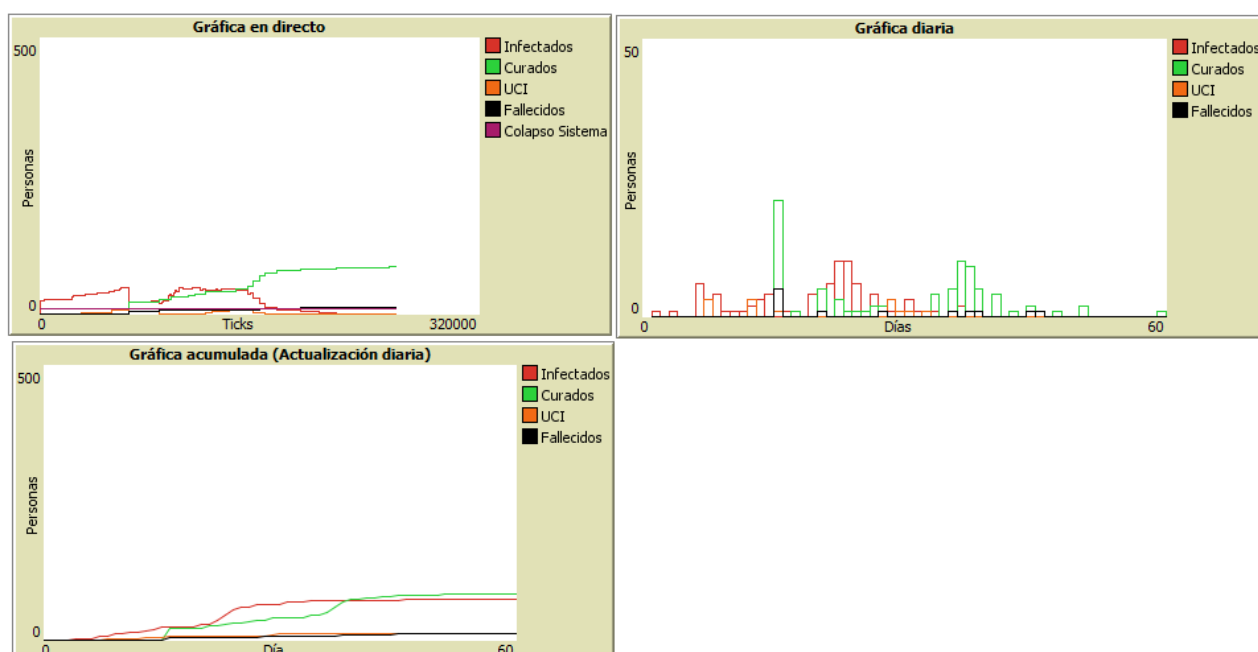 Gráfica en directo
500
Personas
0
0
Ticks
320000
Infectados
Curados
UCI
Fallecidos
Colapso Sistema
Gráfica diaria
50
Personas
0
0
Días
60
Infectados
Curados
UCI
Fallecidos
Gráfica acumulada (Actualización diaria)
500
Personas
0
0
Día
60
Infectados
Curados
UCI
Fallecidos